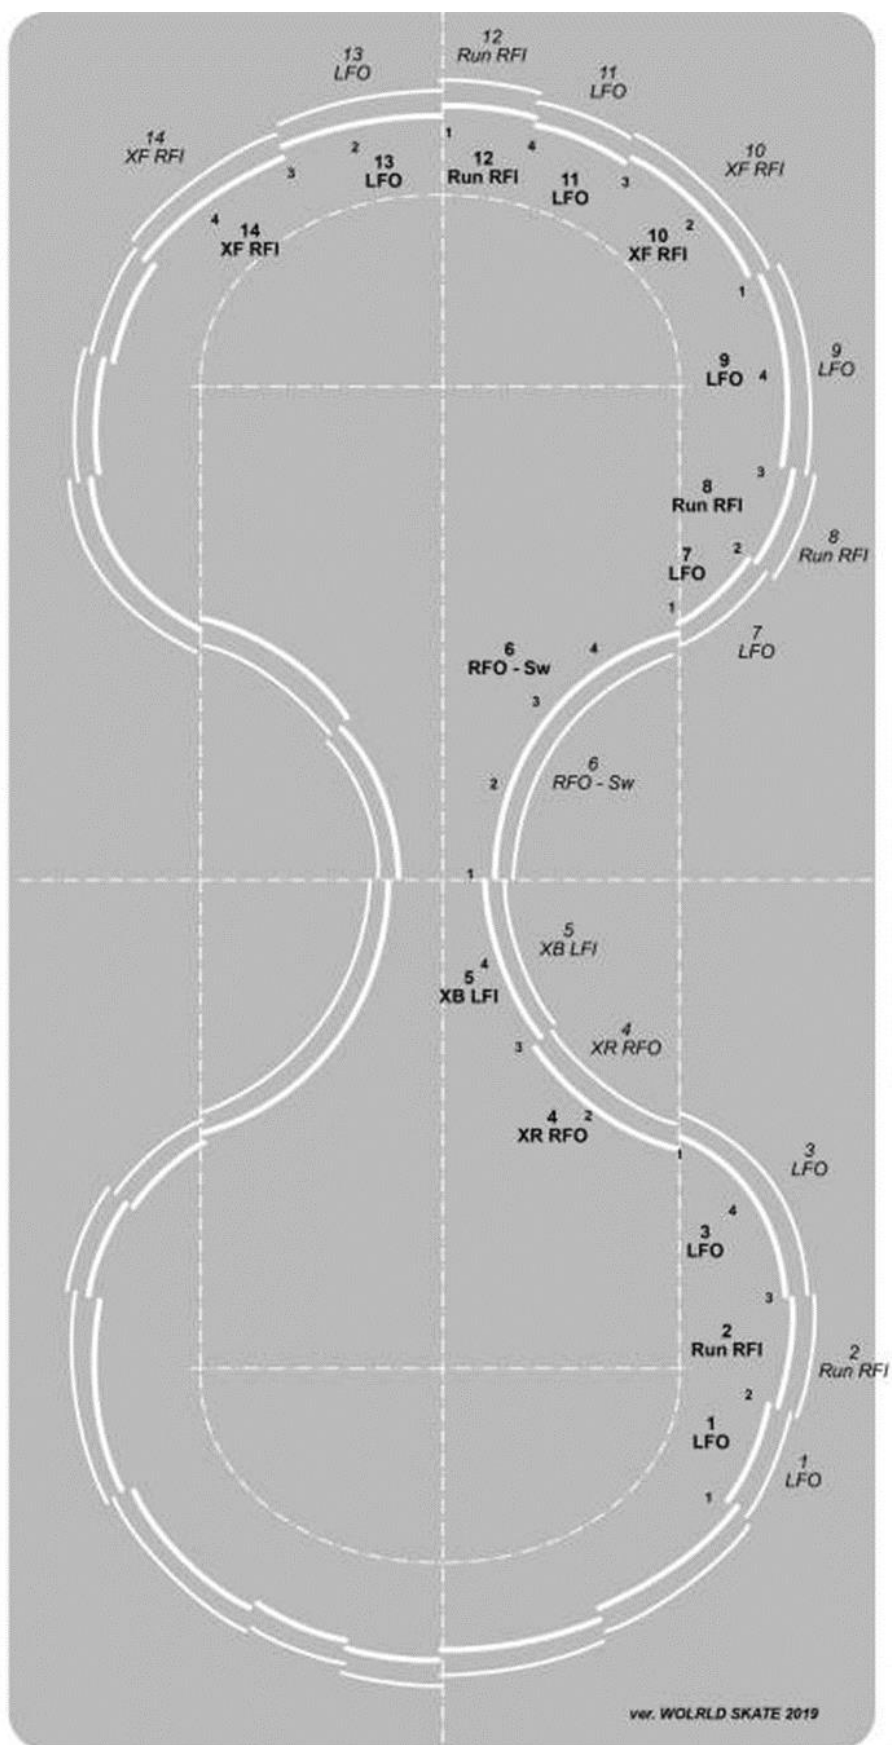 12
Run RFI
13
LFO
11
LFO
14
XF RFI
10
XF RFI
1
2
13
LFO
12
Run RFI
4
3
11
LFO
3
4
14
XF RFI
10
XF RFI
2
1
9
LFO
4
9
LFO
3
8
Run RFI
8
Run RFI
2
7
LFO
1
7
LFO
6
RFO - Sw
4
3
6
RFO - Sw
2
1
5
XB LFI
4
5
XB LFI
4
XR RFO
3
4
XR RFO
2
1
3
LFO
4
3
LFO
3
2
Run RFI
2
Run RFI
2
1
LFO
1
LFO
1
ver. WOLRLD SKATE 2019